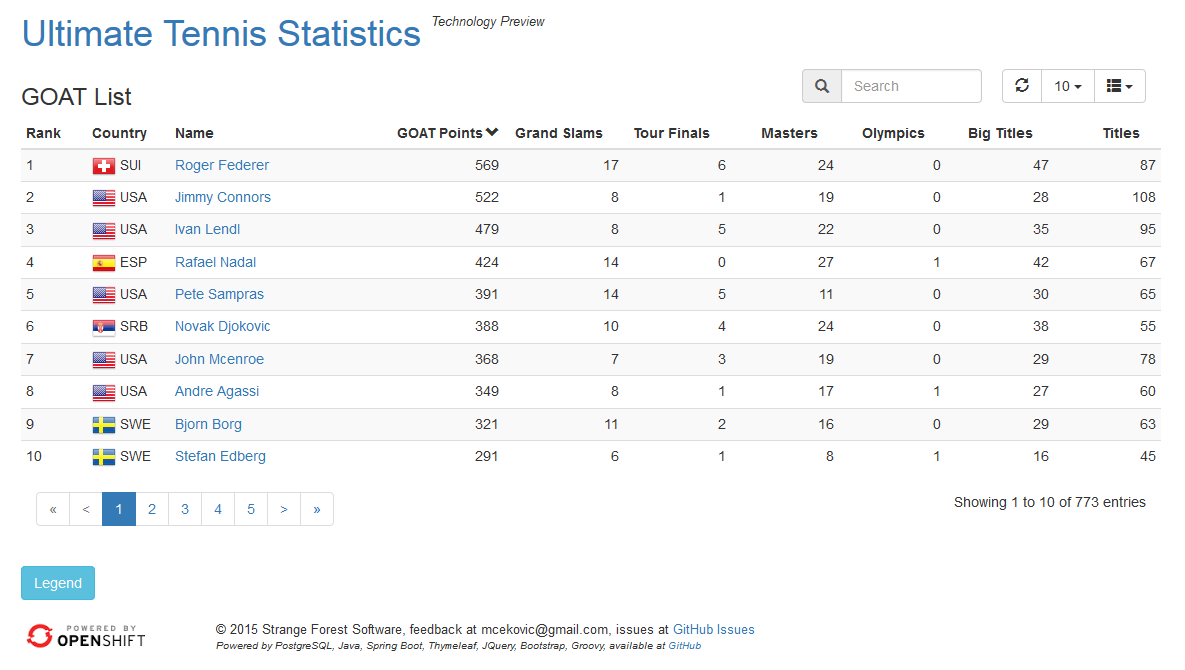 Ultimate Tennis Statistics Technology Preview
GOAT List
Search
10
Rank Country Name GOAT Points Grand Slams Tour Finals Masters Olympics Big Titles Titles
1 SUI Roger Federer 569 17 6 24 0 47 87
2 USA Jimmy Connors 522 8 1 19 0 28 108
3 USA Ivan Lendl 479 8 5 22 0 35 95
4 ESP Rafael Nadal 424 14 0 27 1 42 67
5 USA Pete Sampras 391 14 5 11 0 30 65
6 SRB Novak Djokovic 388 10 4 24 0 38 55
7 USA John Mcenroe 368 7 3 19 0 29 78
8 USA Andre Agassi 349 8 1 17 1 27 60
9 SWE Bjorn Borg 321 11 2 16 0 29 63
10 SWE Stefan Edberg 291 6 1 8 1 16 45
« < 1 2 3 4 5 > »
Showing 1 to 10 of 773 entries
Legend
POWERED BY
OPENSHIFT
© 2015 Strange Forest Software, feedback at mcekovic@gmail.com, issues at GitHub Issues
Powered by PostgreSQL, Java, Spring Boot, Thymeleaf, JQuery, Bootstrap, Groovy, available at GitHub